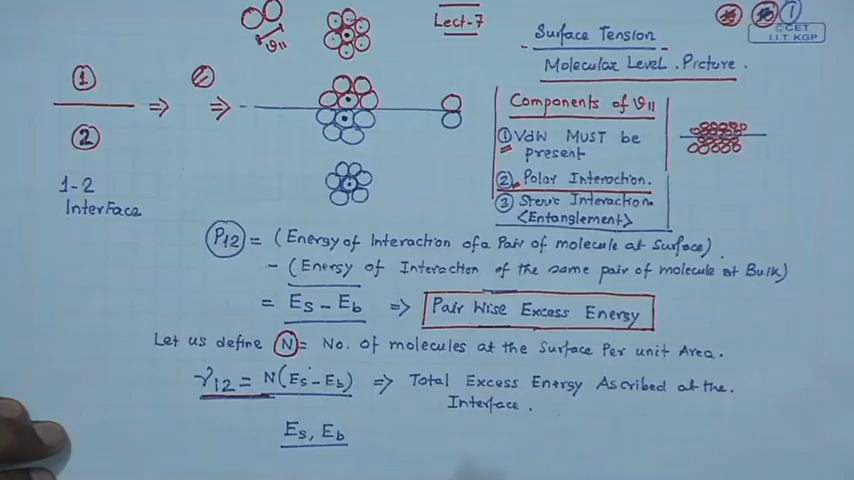 Lect-7
1
©CET
I.I.T. KGP
Surface Tension
Molecular Level Picture.
ϑ11
1
2
1-2
Interface
⇒ ⇒
Components of ϑ11
① VdW MUST be
present
② Polar Interaction.
③ Steric Interaction.
<Entanglement>
P12 = (Energy of Interaction of a Pair of molecule at Surface).
- (Energy of Interaction of the same pair of molecule at Bulk)
= Es - Eb ⇒ Pair Wise Excess Energy
Let us define N = No. of molecules at the Surface Per unit Area.
γ12 = N(Es - Eb) ⇒ Total Excess Energy Ascribed at the.
Interface.
Es, Eb